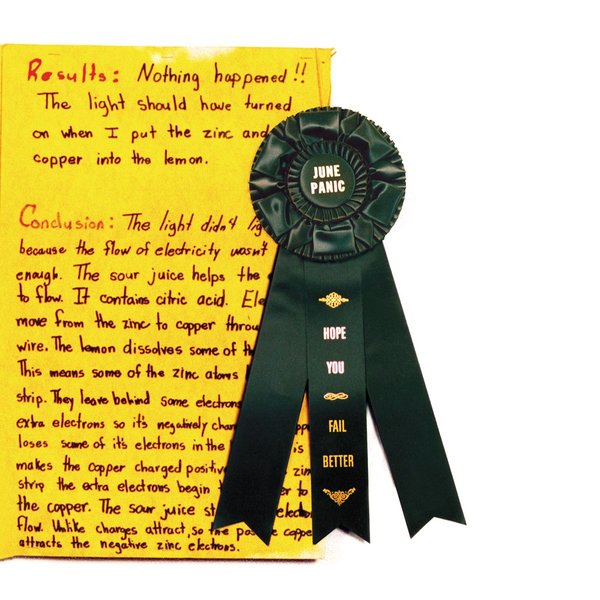 Results: Nothing happened!!
The light should have turned
on when I put the zinc and
copper into the lemon.
Conclusion: The light didn't
because the flow of electricity wasn't
enough. The sour juice helps the
to flow. It contains citric acid.
move from the zinc to copper
wire. The lemon dissolves some of
This means some of the zinc atoms
strip. They leave behind some electrons
extra electrons so it's negatively
loses some of it's electrons in the
makes the copper charged
strip the extra electrons begin to
the copper. The sour juice
flow. Unlike charges attract, so the
attracts the negative zinc electrons.
JUNE
PANIC
HOPE
YOU
FAIL
BETTER